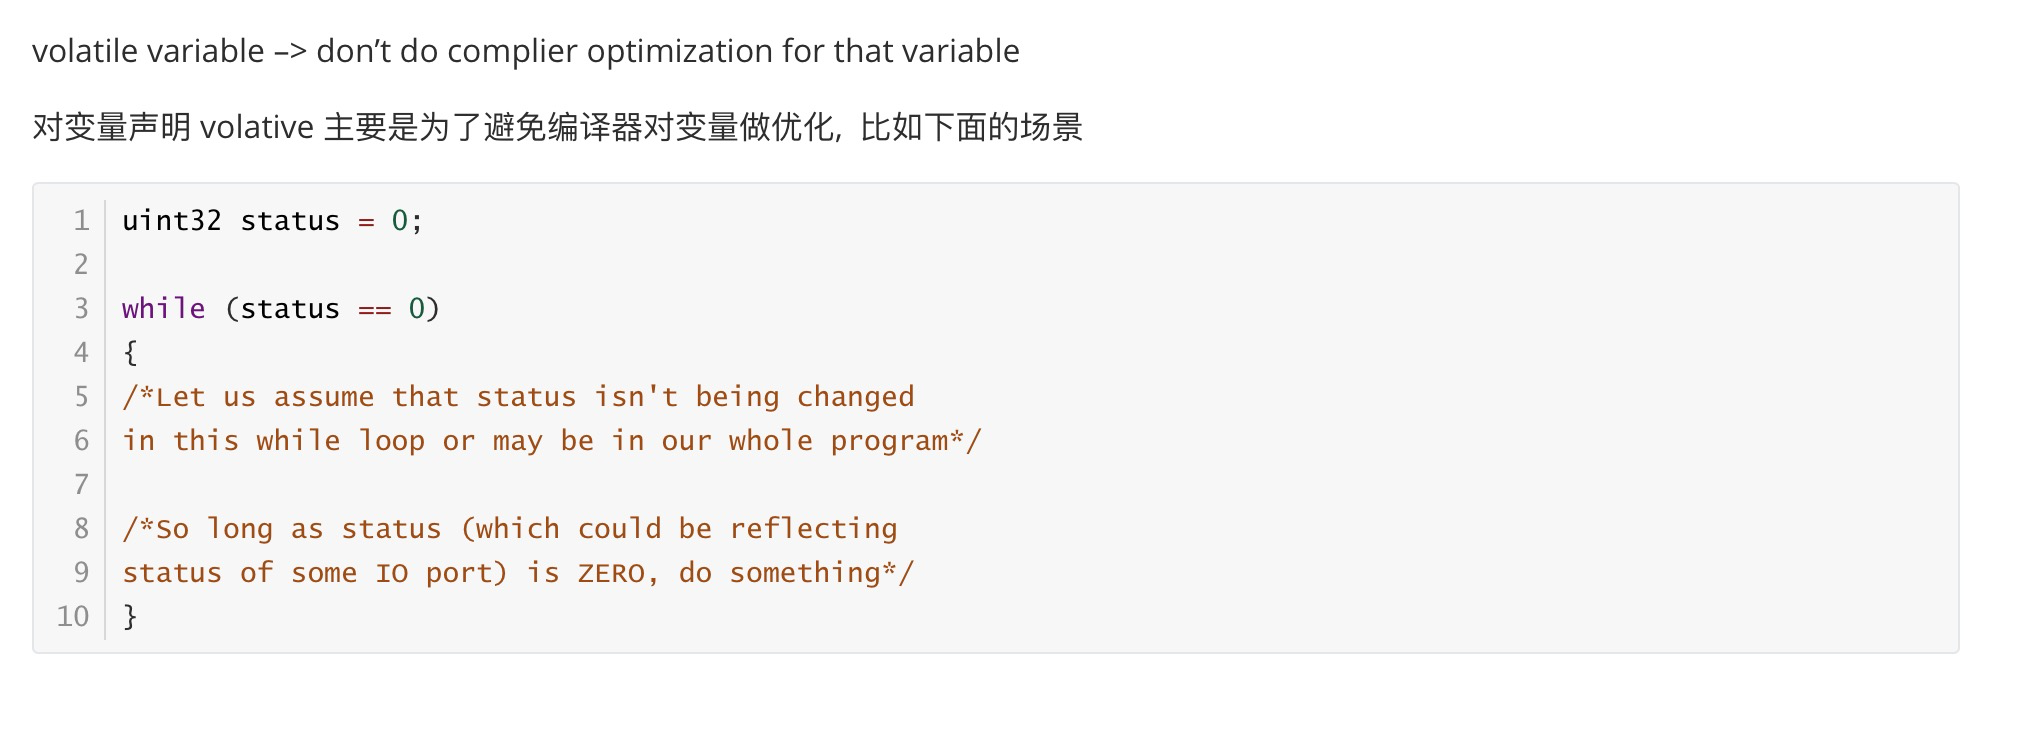 volatile variable –> don’t do complier optimization for that variable
对变量声明 volative 主要是为了避免编译器对变量做优化, 比如下面的场景
1 uint32 status = 0;
2
3 while (status == 0)
4 {
5 /*Let us assume that status isn't being changed
6 in this while loop or may be in our whole program*/
7
8 /*So long as status (which could be reflecting
9 status of some IO port) is ZERO, do something*/
10 }